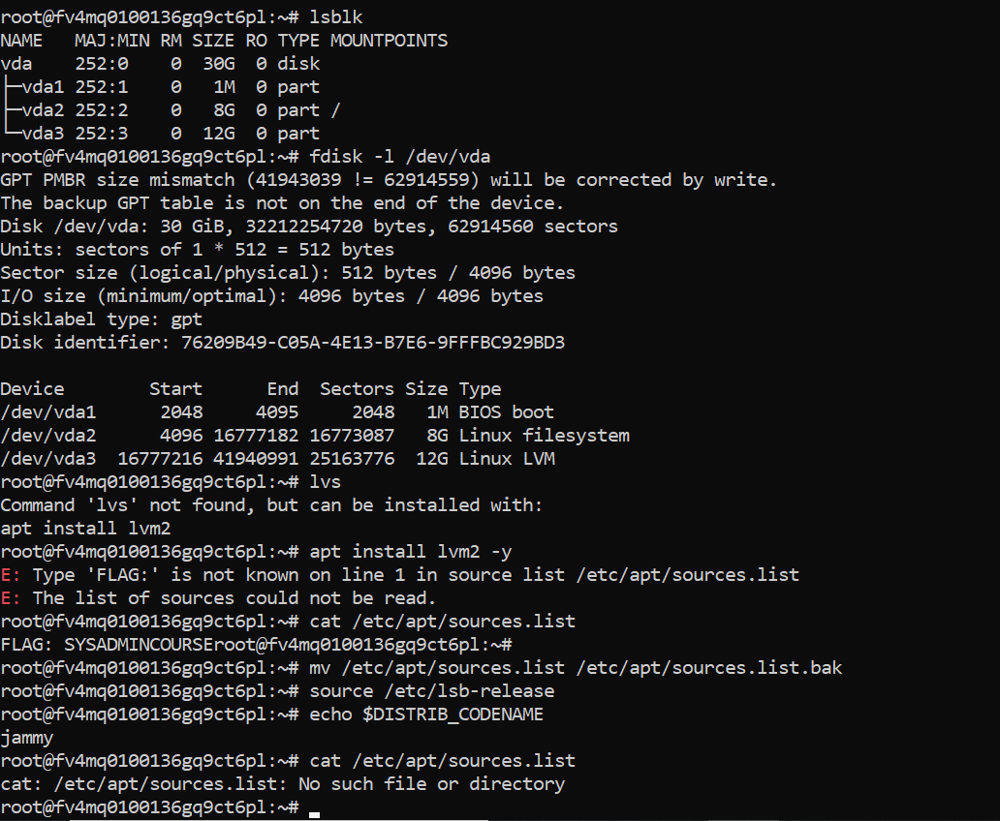 root@fv4mq0100136gq9ct6pl:~# lsblk
NAME   MAJ:MIN RM SIZE RO TYPE MOUNTPOINTS
vda    252:0    0  30G  0 disk
├─vda1 252:1    0   1M  0 part
├─vda2 252:2    0   8G  0 part /
└─vda3 252:3    0  12G  0 part
root@fv4mq0100136gq9ct6pl:~# fdisk -l /dev/vda
GPT PMBR size mismatch (41943039 != 62914559) will be corrected by write.
The backup GPT table is not on the end of the device.
Disk /dev/vda: 30 GiB, 32212254720 bytes, 62914560 sectors
Units: sectors of 1 * 512 = 512 bytes
Sector size (logical/physical): 512 bytes / 4096 bytes
I/O size (minimum/optimal): 4096 bytes / 4096 bytes
Disklabel type: gpt
Disk identifier: 76209B49-C05A-4E13-B7E6-9FFFBC929BD3

Device        Start      End  Sectors Size Type
/dev/vda1      2048     4095     2048   1M BIOS boot
/dev/vda2      4096 16777182 16773087   8G Linux filesystem
/dev/vda3  16777216 41940991 25163776  12G Linux LVM
root@fv4mq0100136gq9ct6pl:~# lvs
Command 'lvs' not found, but can be installed with:
apt install lvm2
root@fv4mq0100136gq9ct6pl:~# apt install lvm2 -y
E: Type 'FLAG:' is not known on line 1 in source list /etc/apt/sources.list
E: The list of sources could not be read.
root@fv4mq0100136gq9ct6pl:~# cat /etc/apt/sources.list
FLAG: SYSADMINCOURSEroot@fv4mq0100136gq9ct6pl:~#
root@fv4mq0100136gq9ct6pl:~# mv /etc/apt/sources.list /etc/apt/sources.list.bak
root@fv4mq0100136gq9ct6pl:~# source /etc/lsb-release
root@fv4mq0100136gq9ct6pl:~# echo $DISTRIB_CODENAME
jammy
root@fv4mq0100136gq9ct6pl:~# cat /etc/apt/sources.list
cat: /etc/apt/sources.list: No such file or directory
root@fv4mq0100136gq9ct6pl:~#